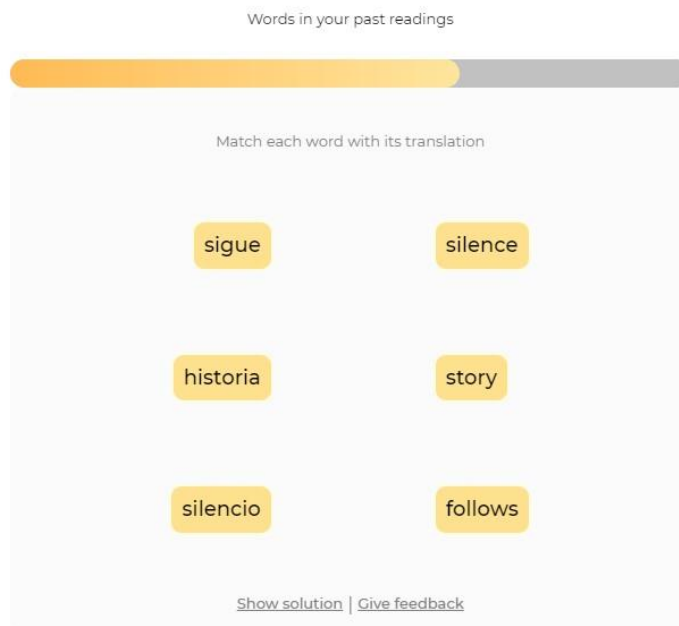 Words in your past readings
Match each word with its translation
sigue silence
historia story
silencio follows
Show solution | Give feedback